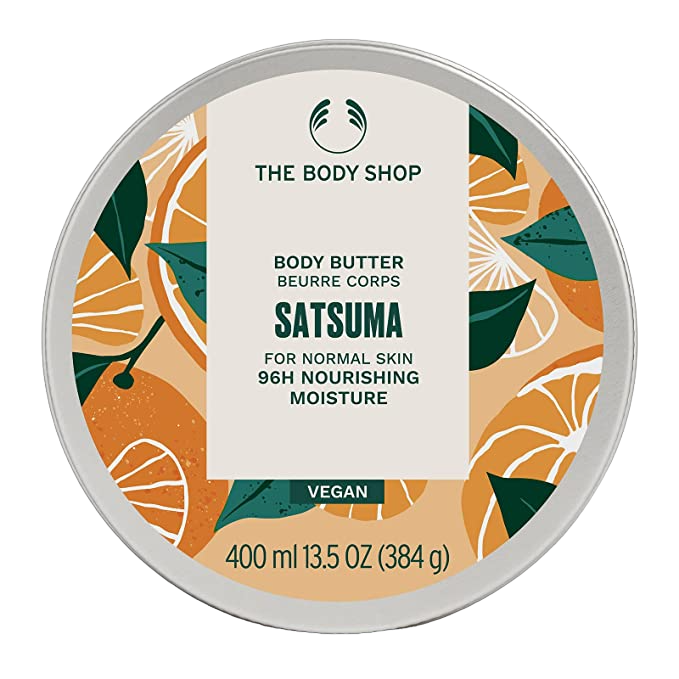 THE BODY SHOP
BODY BUTTER
BEURRE CORPS
SATSUMA
FOR NORMAL SKIN
96H NOURISHING
MOISTURE
VEGAN
400 ml 13.5 OZ (384 g)